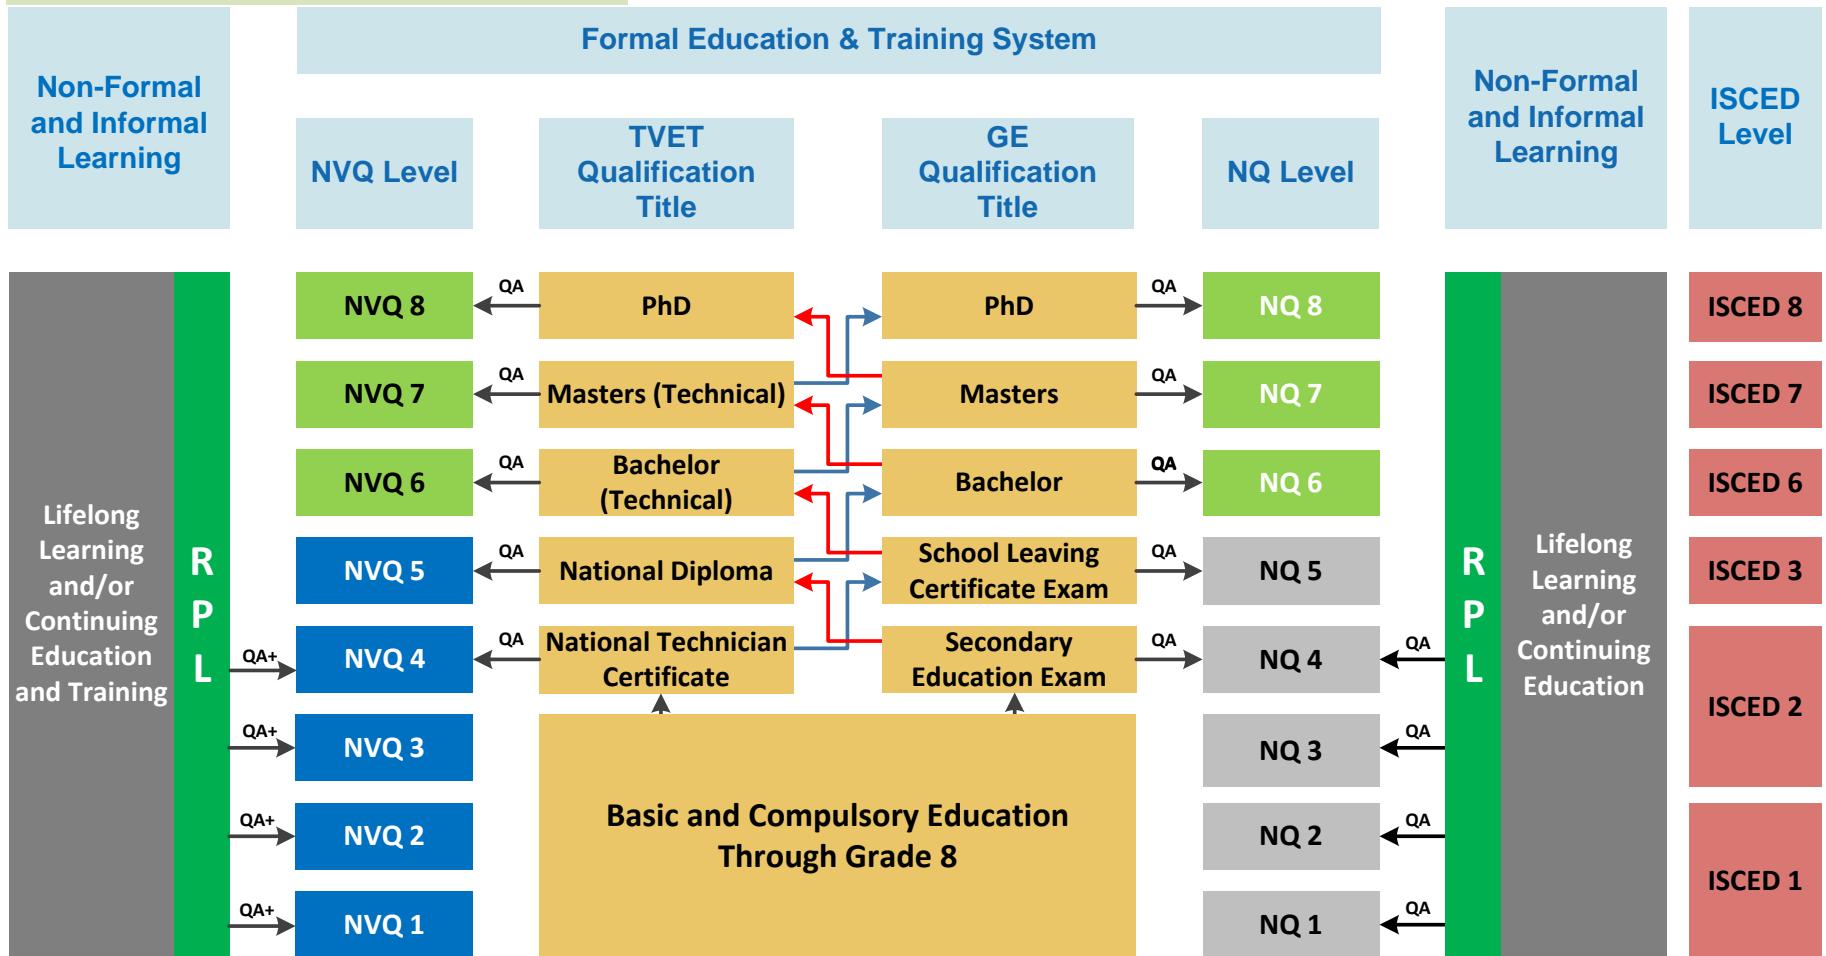 Non-Formal
and Informal
Learning
Formal Education & Training System
NVQ Level
TVET
Qualification
Title
GE
Qualification
Title
NQ Level
Non-Formal
and Informal
Learning
ISCED
Level
Lifelong
Learning
and/or
Continuing
Education
and Training
R
P
L
NVQ 8
QA
PhD
PhD
QA
NQ 8
ISCED 8
NVQ 7
QA
Masters (Technical)
Masters
QA
NQ 7
ISCED 7
NVQ 6
QA
Bachelor
(Technical)
Bachelor
QA
NQ 6
ISCED 6
NVQ 5
QA
National Diploma
School Leaving
Certificate Exam
QA
NQ 5
ISCED 3
QA+
NVQ 4
QA
National Technician
Certificate
Secondary
Education Exam
QA
NQ 4
QA
ISCED 2
QA+
NVQ 3
NQ 3
QA
QA+
NVQ 2
Basic and Compulsory Education
Through Grade 8
NQ 2
QA
ISCED 1
QA+
NVQ 1
NQ 1
QA
R
P
L
Lifelong
Learning
and/or
Continuing
Education